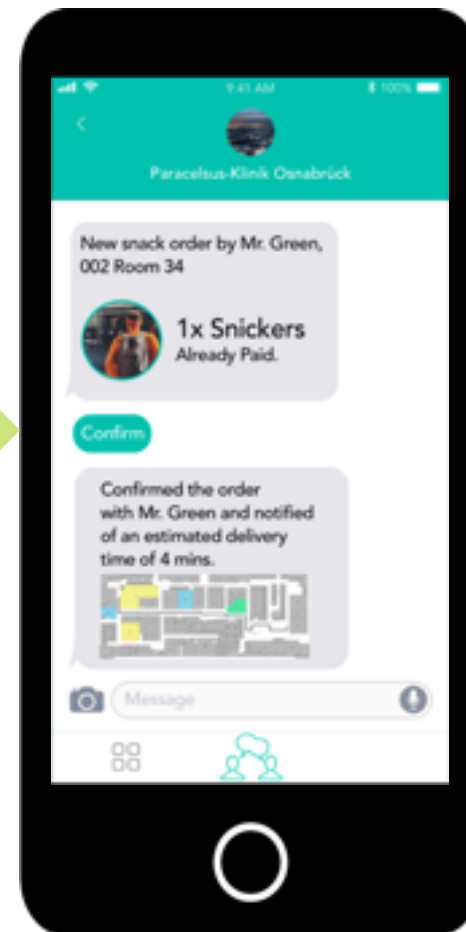 9:41 AM
100%
Paracelsus-Klinik Osnabrück
New snack order by Mr. Green,
002 Room 34
1x Snickers
Already Paid.
Confirm
Confirmed the order
with Mr. Green and notified
of an estimated delivery
time of 4 mins.
Message